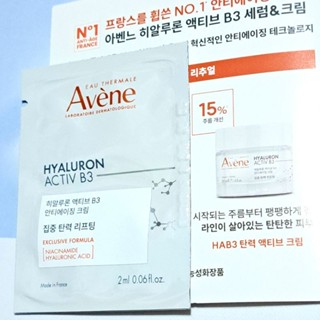 N°1
ANTI-AGING
FRANCE
프랑스를 휩쓴 NO.1 안티에이징
아벤느 히알루론 액티브 B3 세럼&크림
혁신적인 안티에이징 테크놀로지
리추얼
15%
주름 개선
EAU THERMALE
Avène
LABORATOIRE DERMATOLOGIQUE
HYALURON
ACTIV B3
히알루론 액티브 B3
안티에이징 크림
집중 탄력 리프팅
EXCLUSIVE FORMULA
NIACINAMIDE
HYALURONIC ACID
2ml 0.06fl.oz.
Made in France
Avène
HYALURON
ACTIV B3
시작되는 주름부터 팽팽하게
라인이 살아있는 탄탄한 피
HAB3 탄력 액티브 크림
능성화장품